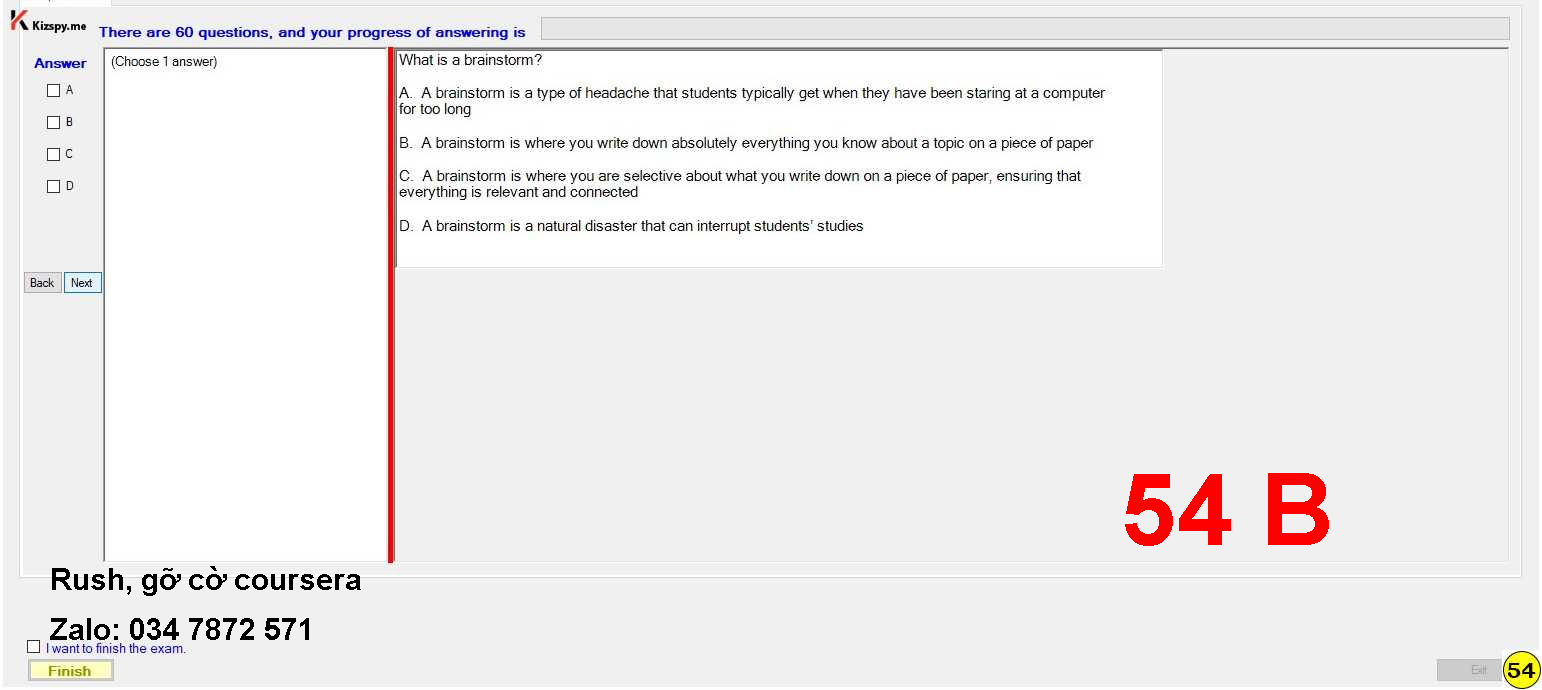 Kizspy.me
There are 60 questions, and your progress of answering is
Answer
A
B
C
D
Back
Next
(Choose 1 answer)
What is a brainstorm?
A. A brainstorm is a type of headache that students typically get when they have been staring at a computer
for too long
B. A brainstorm is where you write down absolutely everything you know about a topic on a piece of paper
C. A brainstorm is where you are selective about what you write down on a piece of paper, ensuring that
everything is relevant and connected
D. A brainstorm is a natural disaster that can interrupt students' studies
54 B
Rush, gỡ cờ coursera
Zalo: 034 7872 571
I want to finish the exam.
Finish
Exit
54